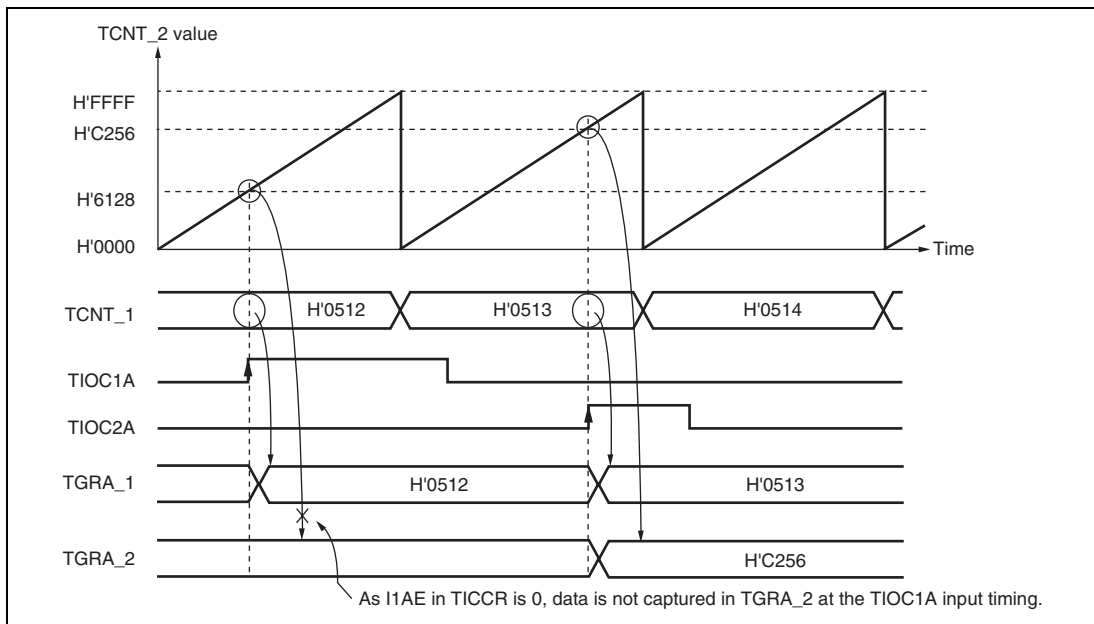 TCNT_2 value
H'FFFF
H'C256
H'6128
H'0000
Time
TCNT_1
H'0512
H'0513
H'0514
TIOC1A
TIOC2A
TGRA_1
H'0512
H'0513
TGRA_2
H'C256
As I1AE in TICCR is 0, data is not captured in TGRA_2 at the TIOC1A input timing.